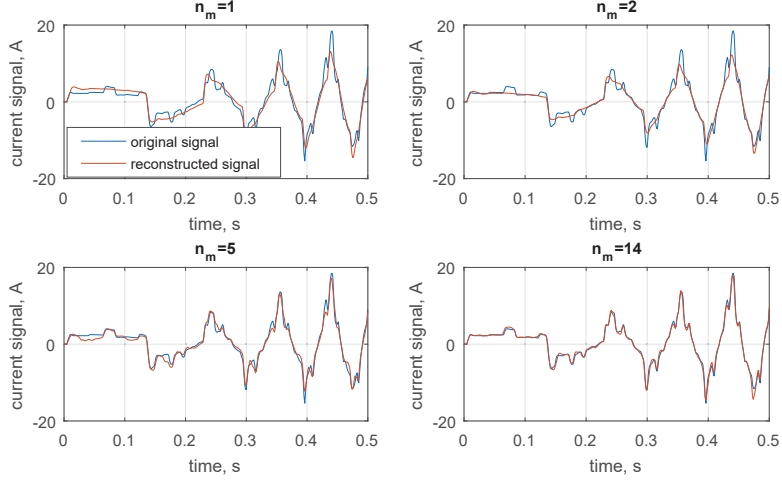 n_m=1
20
0
-20
current signal, A
original signal
reconstructed signal
0 0.1 0.2 0.3 0.4 0.5
time, s
n_m=2
20
0
-20
current signal, A
0 0.1 0.2 0.3 0.4 0.5
time, s
n_m=5
20
0
-20
current signal, A
0 0.1 0.2 0.3 0.4 0.5
time, s
n_m=14
20
0
-20
current signal, A
0 0.1 0.2 0.3 0.4 0.5
time, s